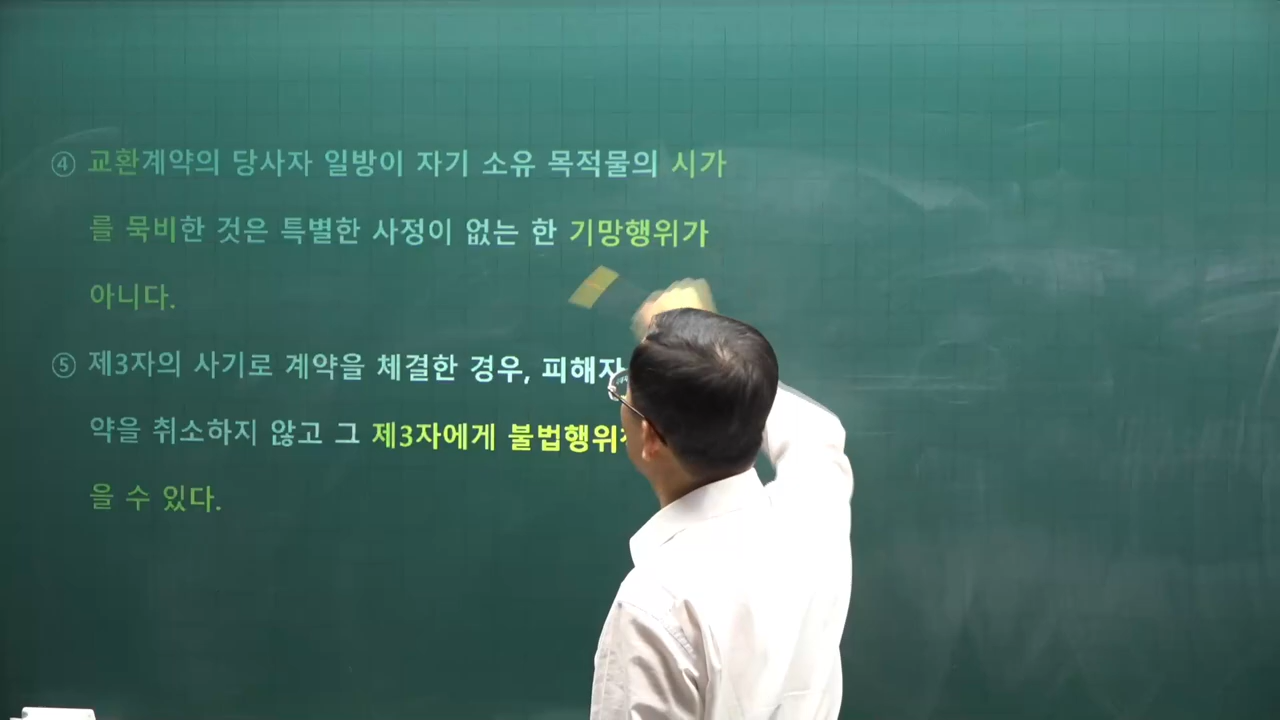 ④ 교환계약의 당사자 일방이 자기 소유 목적물의 시가
를 묵비한 것은 특별한 사정이 없는 한 기망행위가
아니다.
⑤ 제3자의 사기로 계약을 체결한 경우, 피해자
약을 취소하지 않고 그 제3자에게 불법행위
을 수 있다.